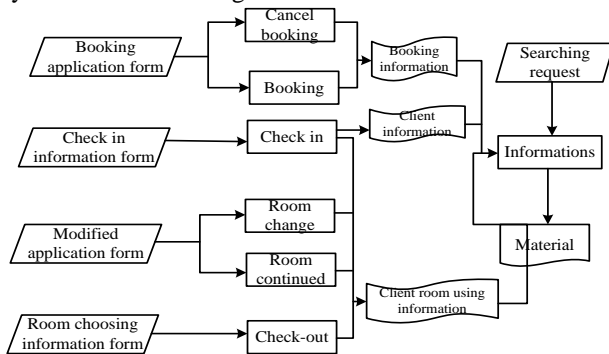 Cancel
booking
Booking
application form
Booking
Booking
information
Searching
request
Check in
information form
Check in
Client
information
Informations
Modified
application form
Room
change
Room
continued
Material
Client room using
information
Room choosing
information form
Check-out